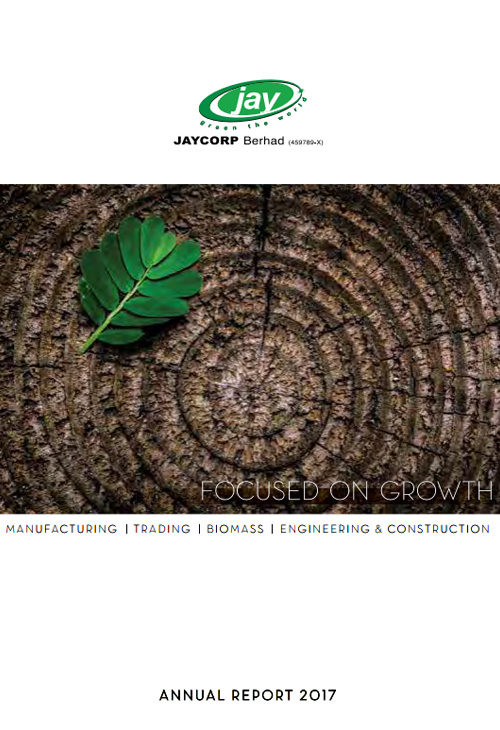 jay
green the world
JAYCORP Berhad (459789-X)
FOCUSED ON GROWTH
MANUFACTURING | TRADING | BIOMASS | ENGINEERING & CONSTRUCTION
ANNUAL REPORT 2017